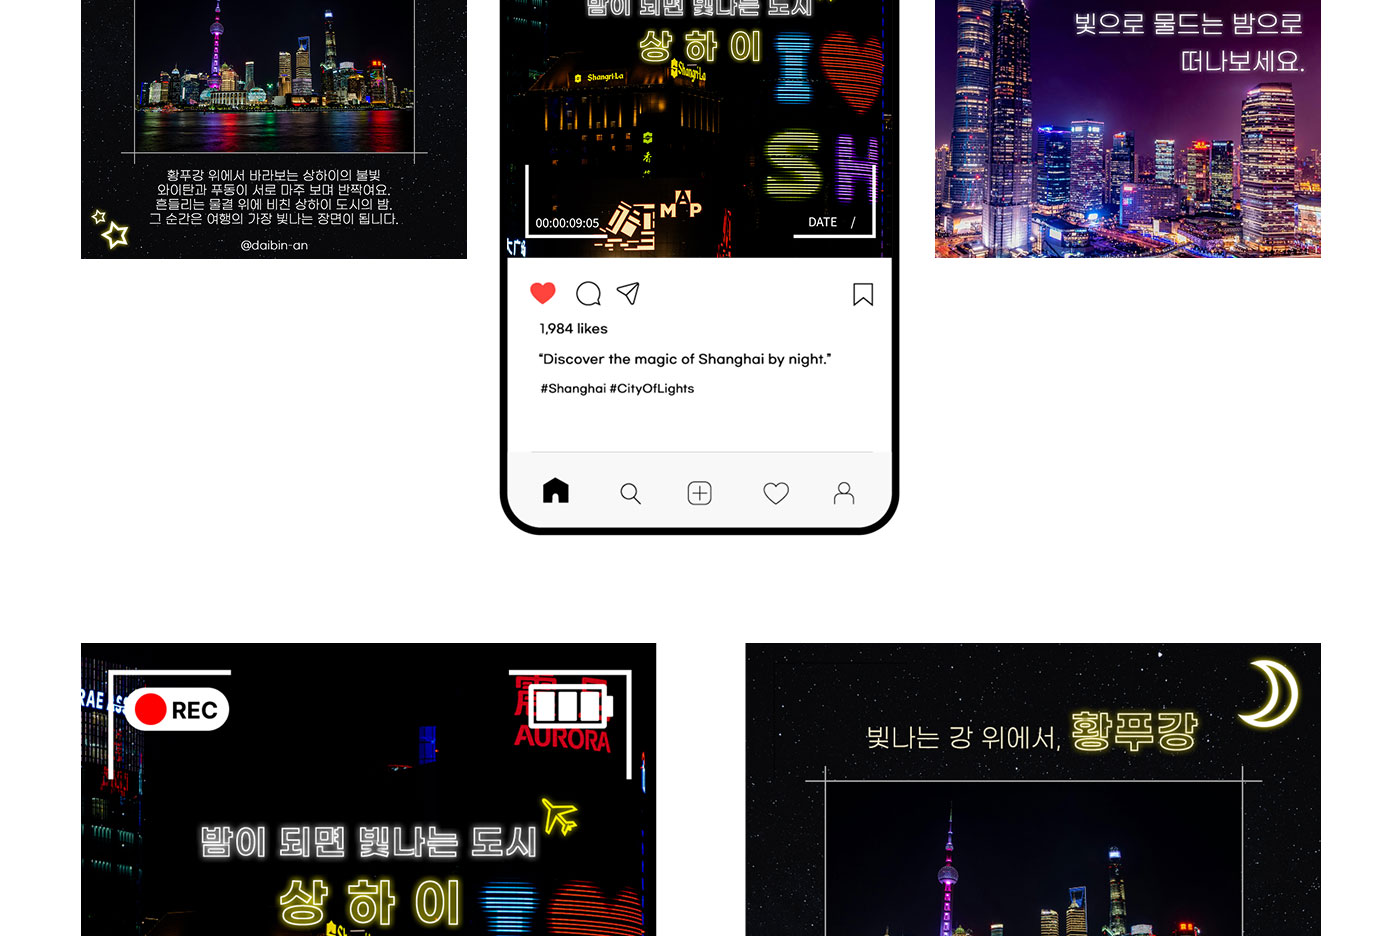 황푸강 위에서 바라보는 상하이의 불빛
와이탄과 푸동이 서로 마주 보며 반짝여요.
흔들리는 물결 위에 비친 상하이 도시의 밤.
그 순간은 여행의 가장 빛나는 장면이 됩니다.
@daibin-an
밤이 되면 빛나는 도시
상하이
I
Shangri-La
Shangri-La
SH
MAP
00:00:09:05
DATE /
1,984 likes
“Discover the magic of Shanghai by night.”
#Shanghai #CityOfLights
빛으로 물드는 밤으로
떠나보세요.
REC
AURORA
밤이 되면 빛나는 도시
상하이
빛나는 강 위에서, 황푸강